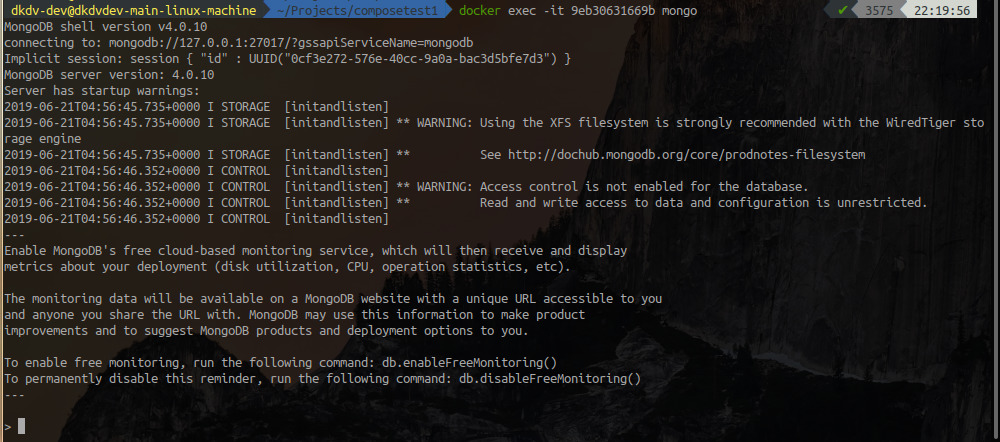 dkdv-dev@dkdvdev-main-linux-machine ~/Projects/composetest1 docker exec -it 9eb30631669b mongo ✔ 3575 22:19:56
MongoDB shell version v4.0.10
connecting to: mongodb://127.0.0.1:27017/?gssapiServiceName=mongodb
Implicit session: session { "id" : UUID("0cf3e272-576e-40cc-9a0a-bac3d5bfe7d3") }
MongoDB server version: 4.0.10
Server has startup warnings:
2019-06-21T04:56:45.735+0000 I STORAGE  [initandlisten]
2019-06-21T04:56:45.735+0000 I STORAGE  [initandlisten] ** WARNING: Using the XFS filesystem is strongly recommended with the WiredTiger sto
rage engine
2019-06-21T04:56:45.735+0000 I STORAGE  [initandlisten] **          See http://dochub.mongodb.org/core/prodnotes-filesystem
2019-06-21T04:56:46.352+0000 I CONTROL  [initandlisten]
2019-06-21T04:56:46.352+0000 I CONTROL  [initandlisten] ** WARNING: Access control is not enabled for the database.
2019-06-21T04:56:46.352+0000 I CONTROL  [initandlisten] **          Read and write access to data and configuration is unrestricted.
2019-06-21T04:56:46.352+0000 I CONTROL  [initandlisten]
---
Enable MongoDB's free cloud-based monitoring service, which will then receive and display
metrics about your deployment (disk utilization, CPU, operation statistics, etc).

The monitoring data will be available on a MongoDB website with a unique URL accessible to you
and anyone you share the URL with. MongoDB may use this information to make product
improvements and to suggest MongoDB products and deployment options to you.

To enable free monitoring, run the following command: db.enableFreeMonitoring()
To permanently disable this reminder, run the following command: db.disableFreeMonitoring()
---

>